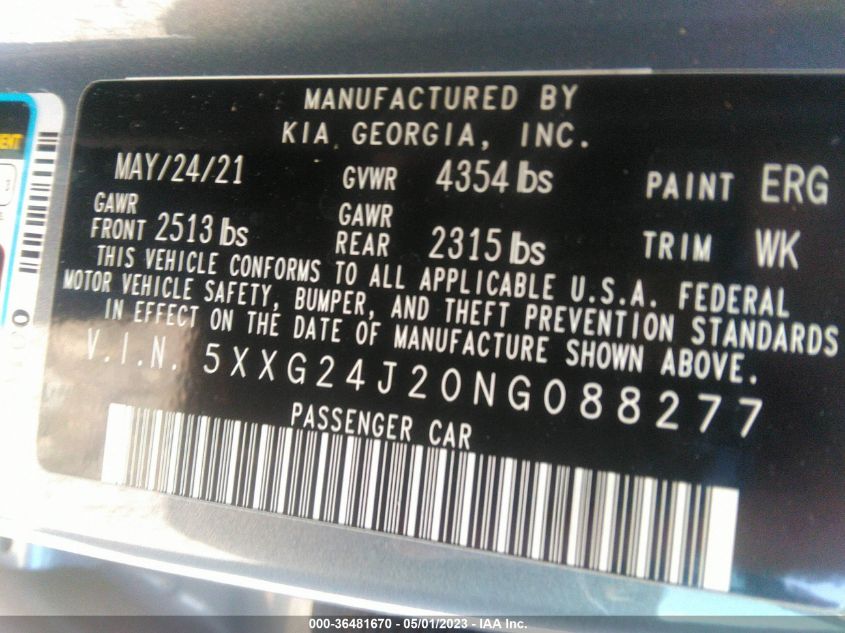 MANUFACTURED BY
KIA GEORGIA, INC.
MAY/24/21 GVWR 4354 lbs PAINT ERG
GAWR FRONT 2513 lbs GAWR REAR 2315 lbs TRIM WK
THIS VEHICLE CONFORMS TO ALL APPLICABLE U.S.A. FEDERAL
MOTOR VEHICLE SAFETY, BUMPER, AND THEFT PREVENTION STANDARDS
IN EFFECT ON THE DATE OF MANUFACTURE SHOWN ABOVE.
V.I.N. 5XXG24J20NG088277
PASSENGER CAR
000-36481670 - 05/01/2023 - IAA Inc.